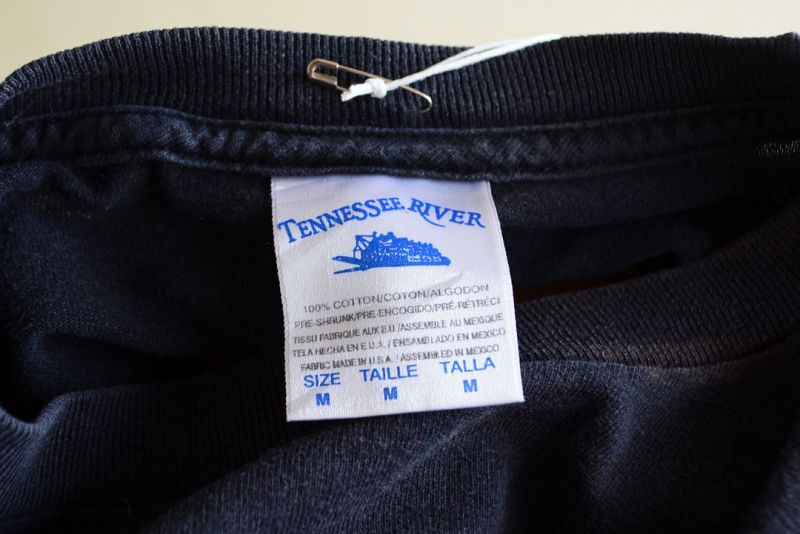 TENNESSEE RIVER
100% COTTON/COTON/ALGODON
PRE-SHRUNK/PRE-ENCOGIDO/PRÉ-RÉTRÉCI
TISSU FABRIQUE AUX E.U./ASSEMBLE AU MEXIQUE
TELA HECHA EN E.U.A./ENSAMBLADO EN MEXICO
FABRIC MADE IN U.S.A./ASSEMBLED IN MEXICO
SIZE TAILLE TALLA
M M M